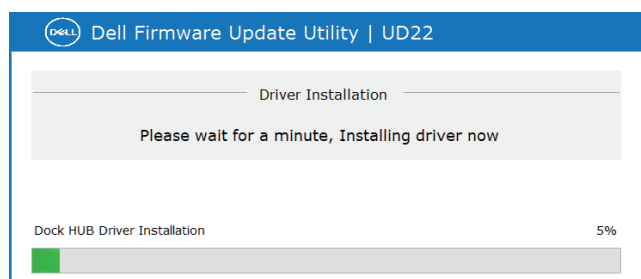 DELL Dell Firmware Update Utility | UD22
Driver Installation
Please wait for a minute, Installing driver now
Dock HUB Driver Installation 5%